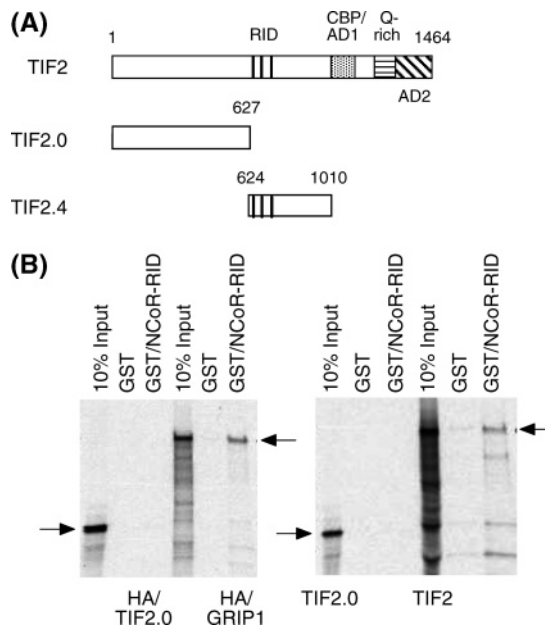 (A)
1
RID
CBP/
AD1
Q-
rich
1464
TIF2
AD2
627
TIF2.0
624
1010
TIF2.4
(B)
10% Input
GST
GST/NCoR-RID
10% Input
GST
GST/NCoR-RID
10% Input
GST
GST/NCoR-RID
10% Input
GST
GST/NCoR-RID
HA/
TIF2.0
HA/
GRIP1
TIF2.0
TIF2